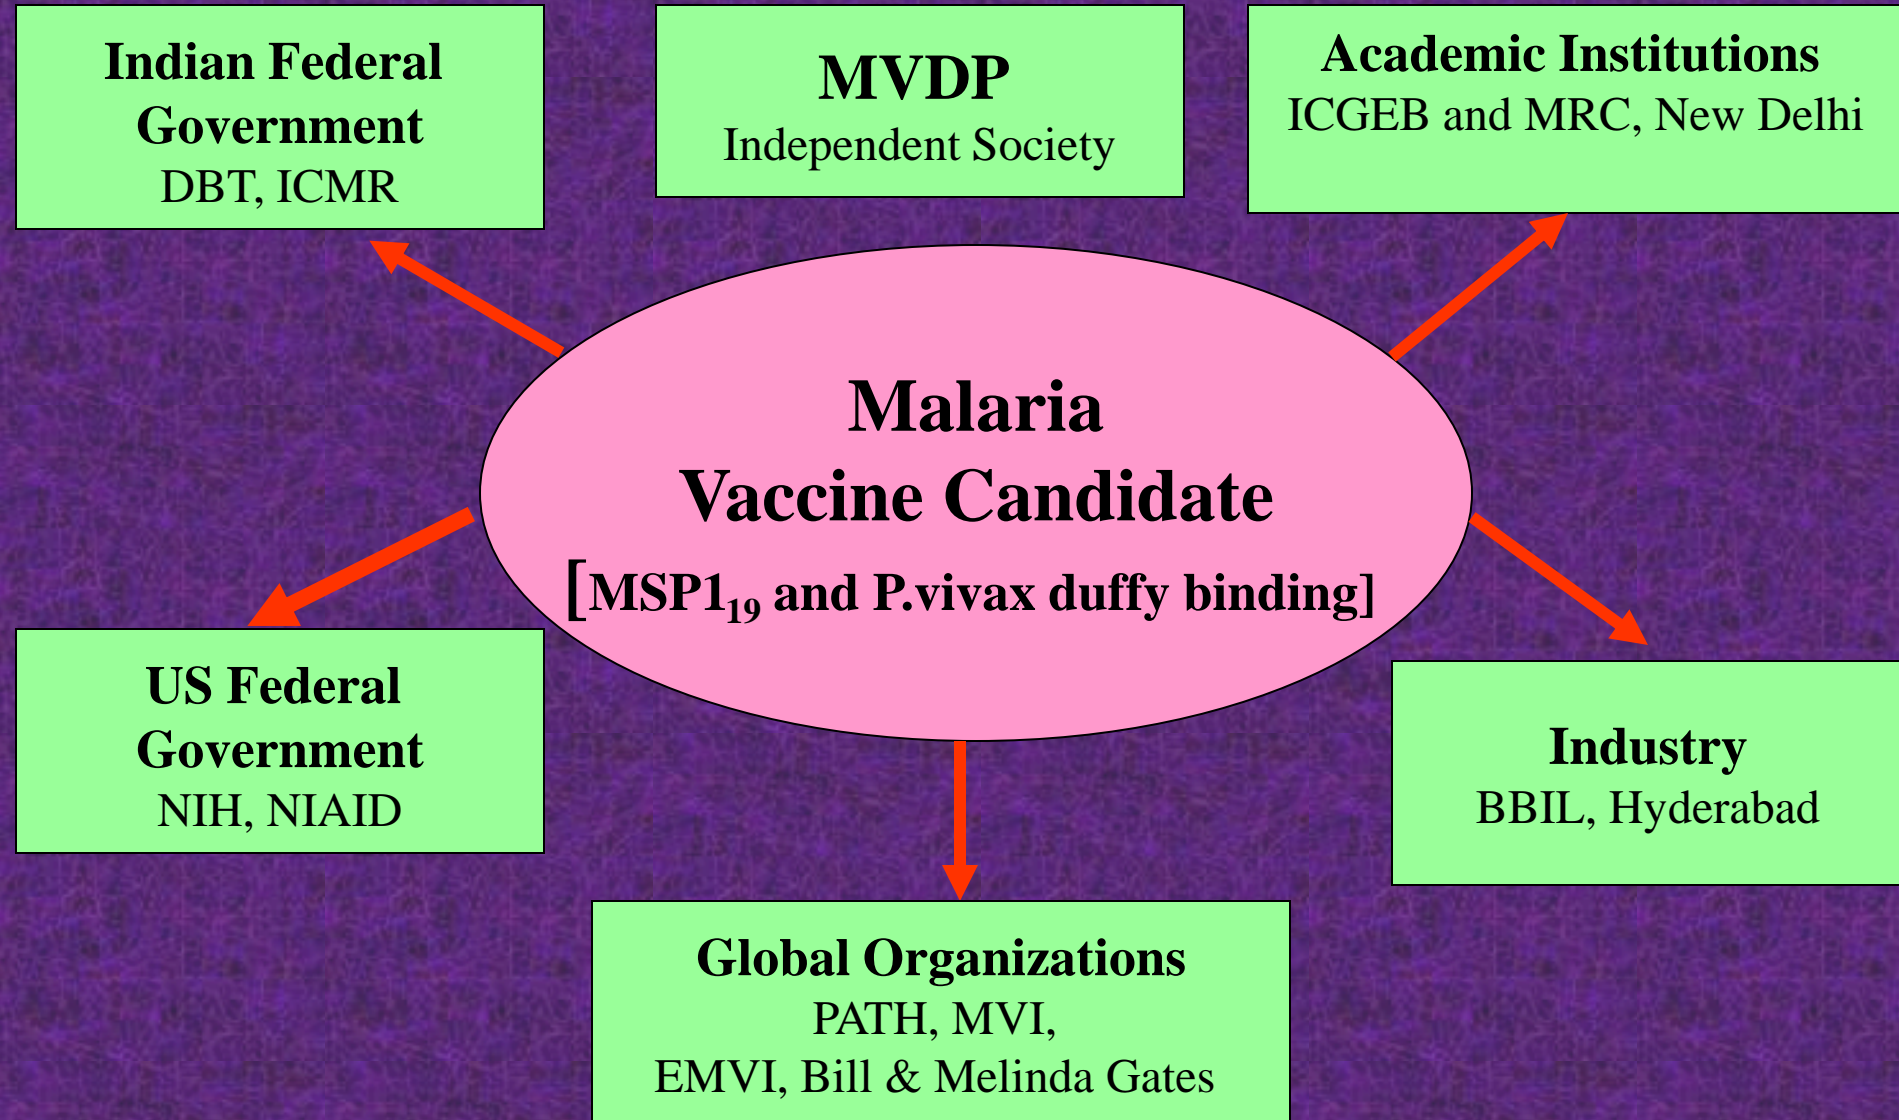 Indian Federal
Government
DBT, ICMR
MVDP
Independent Society
Academic Institutions
ICGEB and MRC, New Delhi
Malaria
Vaccine Candidate
[MSP1₁₉ and P.vivax duffy binding]
US Federal
Government
NIH, NIAID
Industry
BBIL, Hyderabad
Global Organizations
PATH, MVI,
EMVI, Bill & Melinda Gates